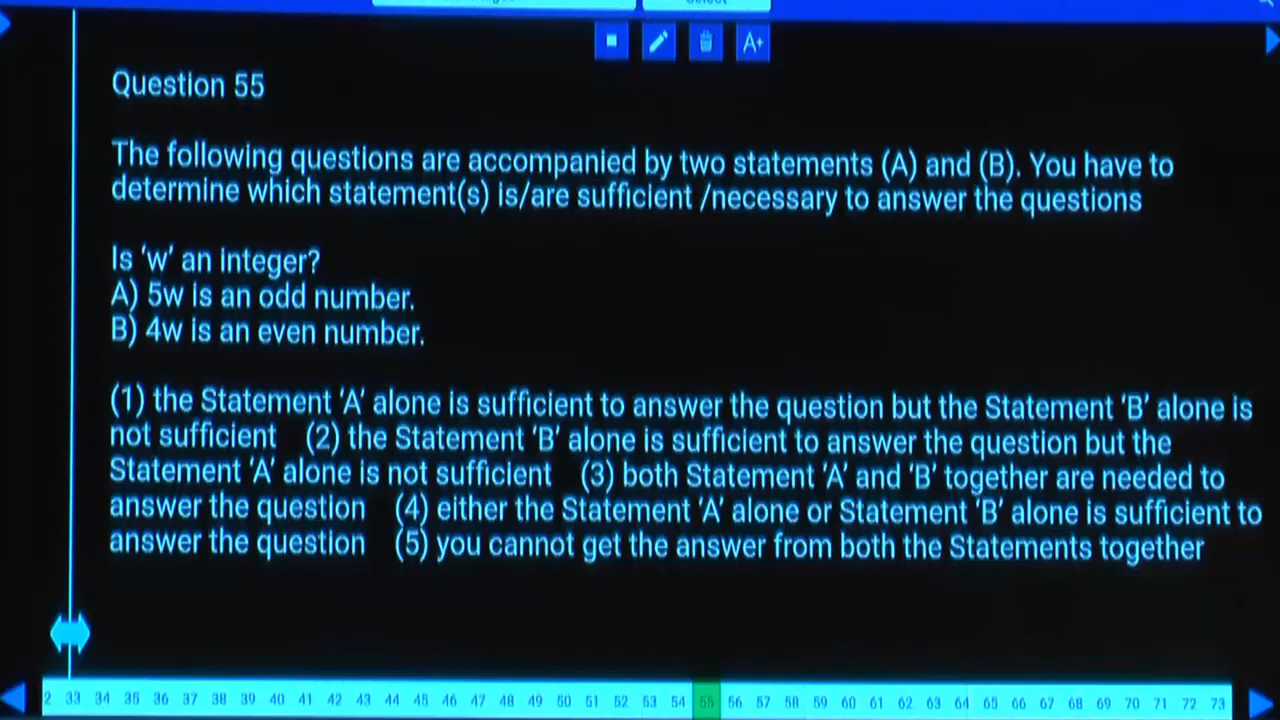 A+
Question 55
The following questions are accompanied by two statements (A) and (B). You have to
determine which statement(s) is/are sufficient /necessary to answer the questions
Is ‘w’ an integer?
A) 5w is an odd number.
B) 4w is an even number.
(1) the Statement ‘A’ alone is sufficient to answer the question but the Statement ‘B’ alone is
not sufficient (2) the Statement ‘B’ alone is sufficient to answer the question but the
Statement ‘A’ alone is not sufficient (3) both Statement ‘A’ and ‘B’ together are needed to
answer the question (4) either the Statement ‘A’ alone or Statement ‘B’ alone is sufficient to
answer the question (5) you cannot get the answer from both the Statements together
2 33 34 35 36 37 38 39 40 41 42 43 44 45 46 47 48 49 50 51 52 53 54 55 56 57 58 59 60 61 62 63 64 65 66 67 68 69 70 71 72 73